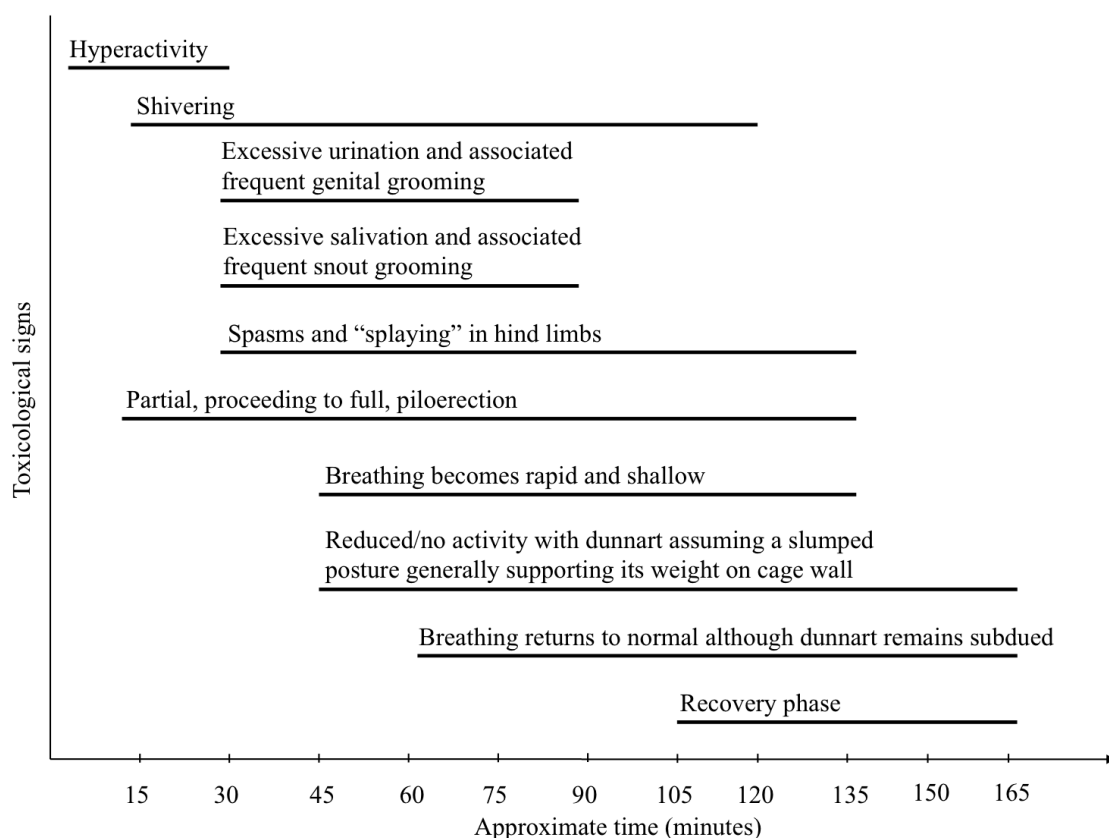 Hyperactivity
Shivering
Excessive urination and associated
frequent genital grooming
Excessive salivation and associated
frequent snout grooming
Spasms and “splaying” in hind limbs
Partial, proceeding to full, piloerection
Breathing becomes rapid and shallow
Reduced/no activity with dunnart assuming a slumped
posture generally supporting its weight on cage wall
Breathing returns to normal although dunnart remains subdued
Recovery phase
Toxicological signs
15 30 45 60 75 90 105 120 135 150 165
Approximate time (minutes)